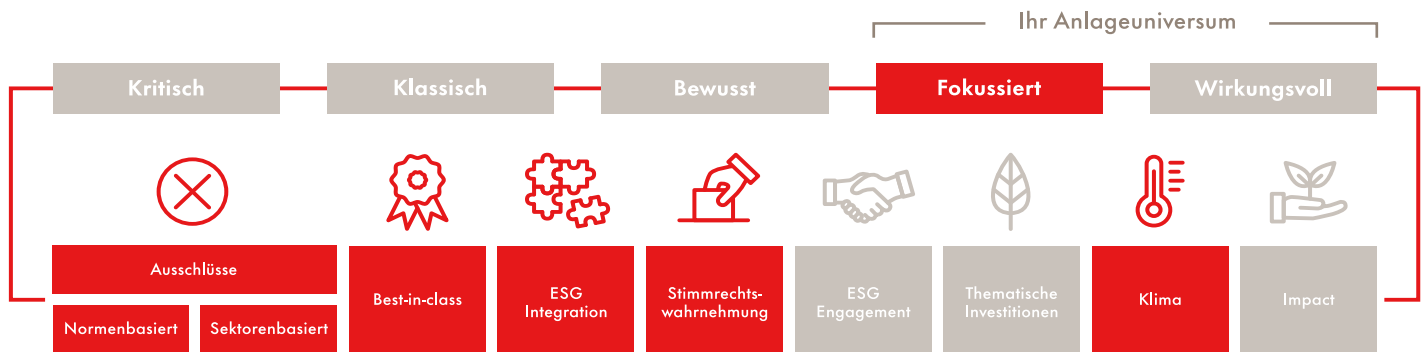 Ihr Anlageuniversum
Kritisch
Klassisch
Bewusst
Fokussiert
Wirkungsvoll
Ausschlüsse
Normenbasiert
Sektorenbasiert
Best-in-class
ESG
Integration
Stimmrechts-
wahrnehmung
ESG
Engagement
Thematische
Investitionen
Klima
Impact